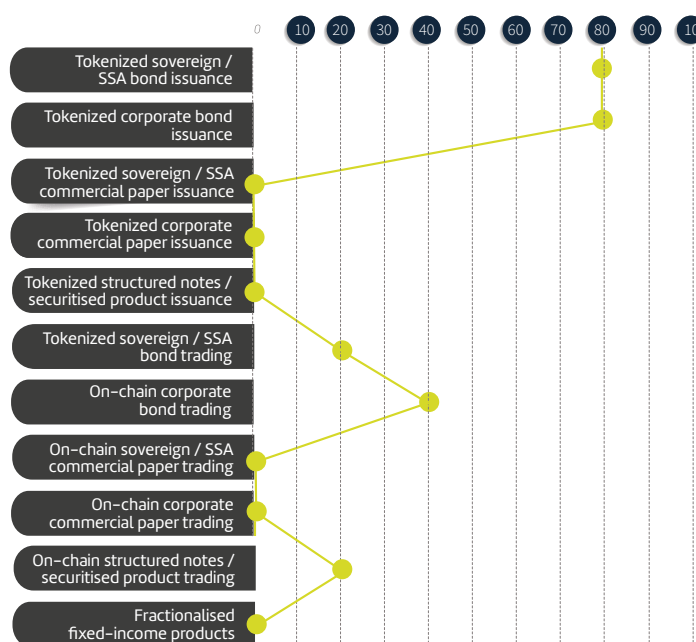 0 10 20 30 40 50 60 70 80 90 10
Tokenized sovereign /
SSA bond issuance
Tokenized corporate bond
issuance
Tokenized sovereign / SSA
commercial paper issuance
Tokenized corporate
commercial paper issuance
Tokenized structured notes /
securitised product issuance
Tokenized sovereign / SSA
bond trading
On-chain corporate
bond trading
On-chain sovereign / SSA
commercial paper trading
On-chain corporate
commercial paper trading
On-chain structured notes /
securitised product trading
Fractionalised
fixed-income products